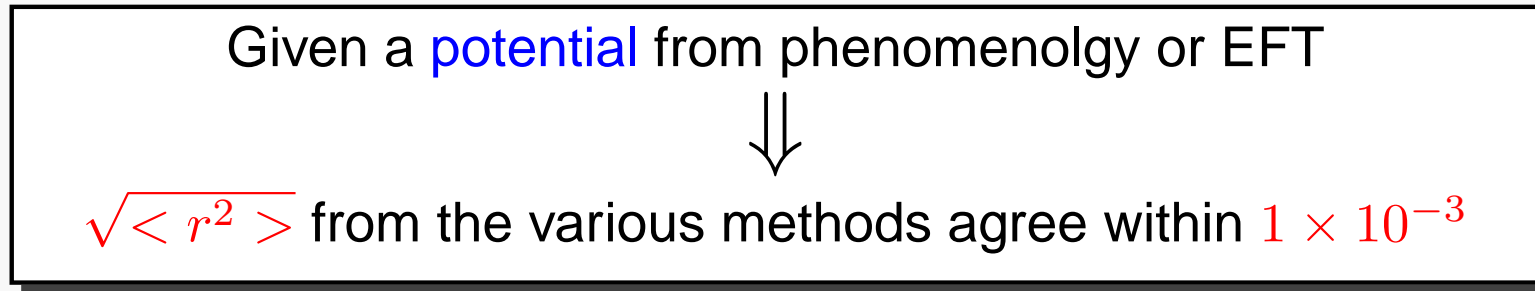 Given a potential from phenomenolgy or EFT
⇓
√< r² > from the various methods agree within 1 × 10⁻³